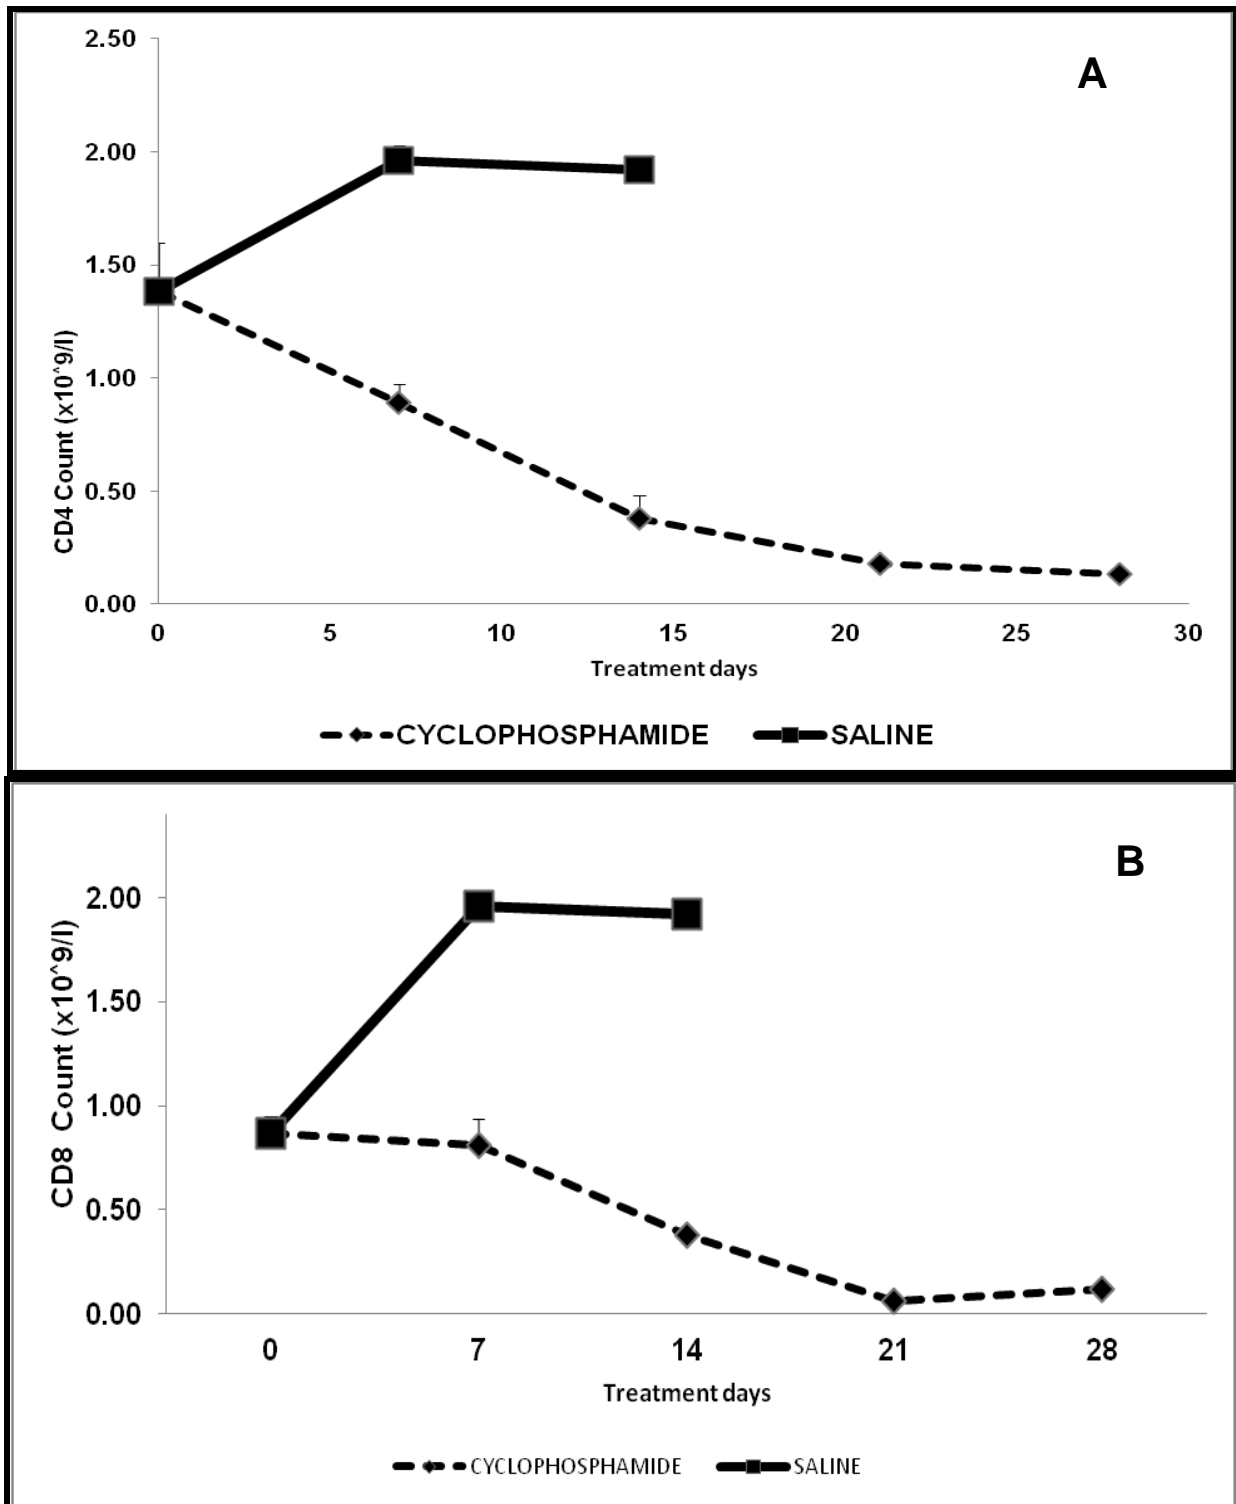 A
2.50
2.00
1.50
1.00
0.50
0.00
CD4 Count (x10^9/l)
0 5 10 15 20 25 30
Treatment days
CYCLOPHOSPHAMIDE SALINE
B
2.00
1.50
1.00
0.50
0.00
CD8 Count (x10^9/l)
0 7 14 21 28
Treatment days
CYCLOPHOSPHAMIDE SALINE